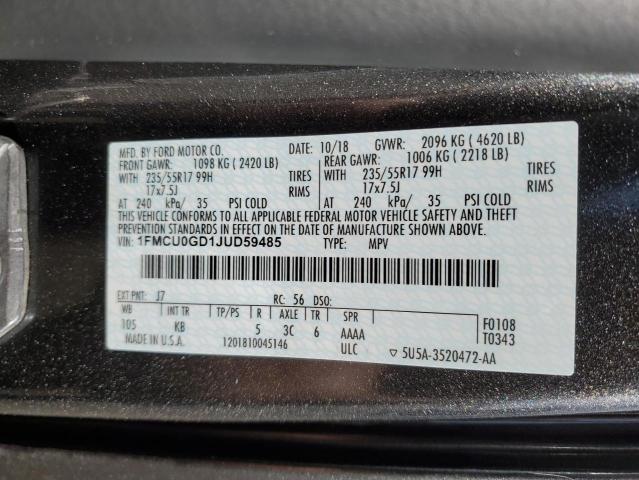 MFD. BY FORD MOTOR CO. DATE: 10/18 GVWR: 2096 KG ( 4620 LB)
FRONT GAWR: 1098 KG ( 2420 LB) REAR GAWR: 1006 KG ( 2218 LB)
WITH 235/55R17 99H TIRES WITH 235/55R17 99H TIRES
17x7.5J RIMS 17x7.5J RIMS
AT 240 kPa/ 35 PSI COLD AT 240 kPa/ 35 PSI COLD
THIS VEHICLE CONFORMS TO ALL APPLICABLE FEDERAL MOTOR VEHICLE SAFETY AND THEFT
PREVENTION STANDARDS IN EFFECT ON THE DATE OF MANUFACTURE SHOWN ABOVE.
VIN: 1FMCU0GD1JUD59485 TYPE: MPV
EXT PNT: J7 RC: 56 DSO:
WB INT TR TP/PS R AXLE TR SPR F0108
105 KB 5 3C 6 AAAA T0343
MADE IN U.S.A. 1201810045146 ULC ▽ 5U5A-3520472-AA